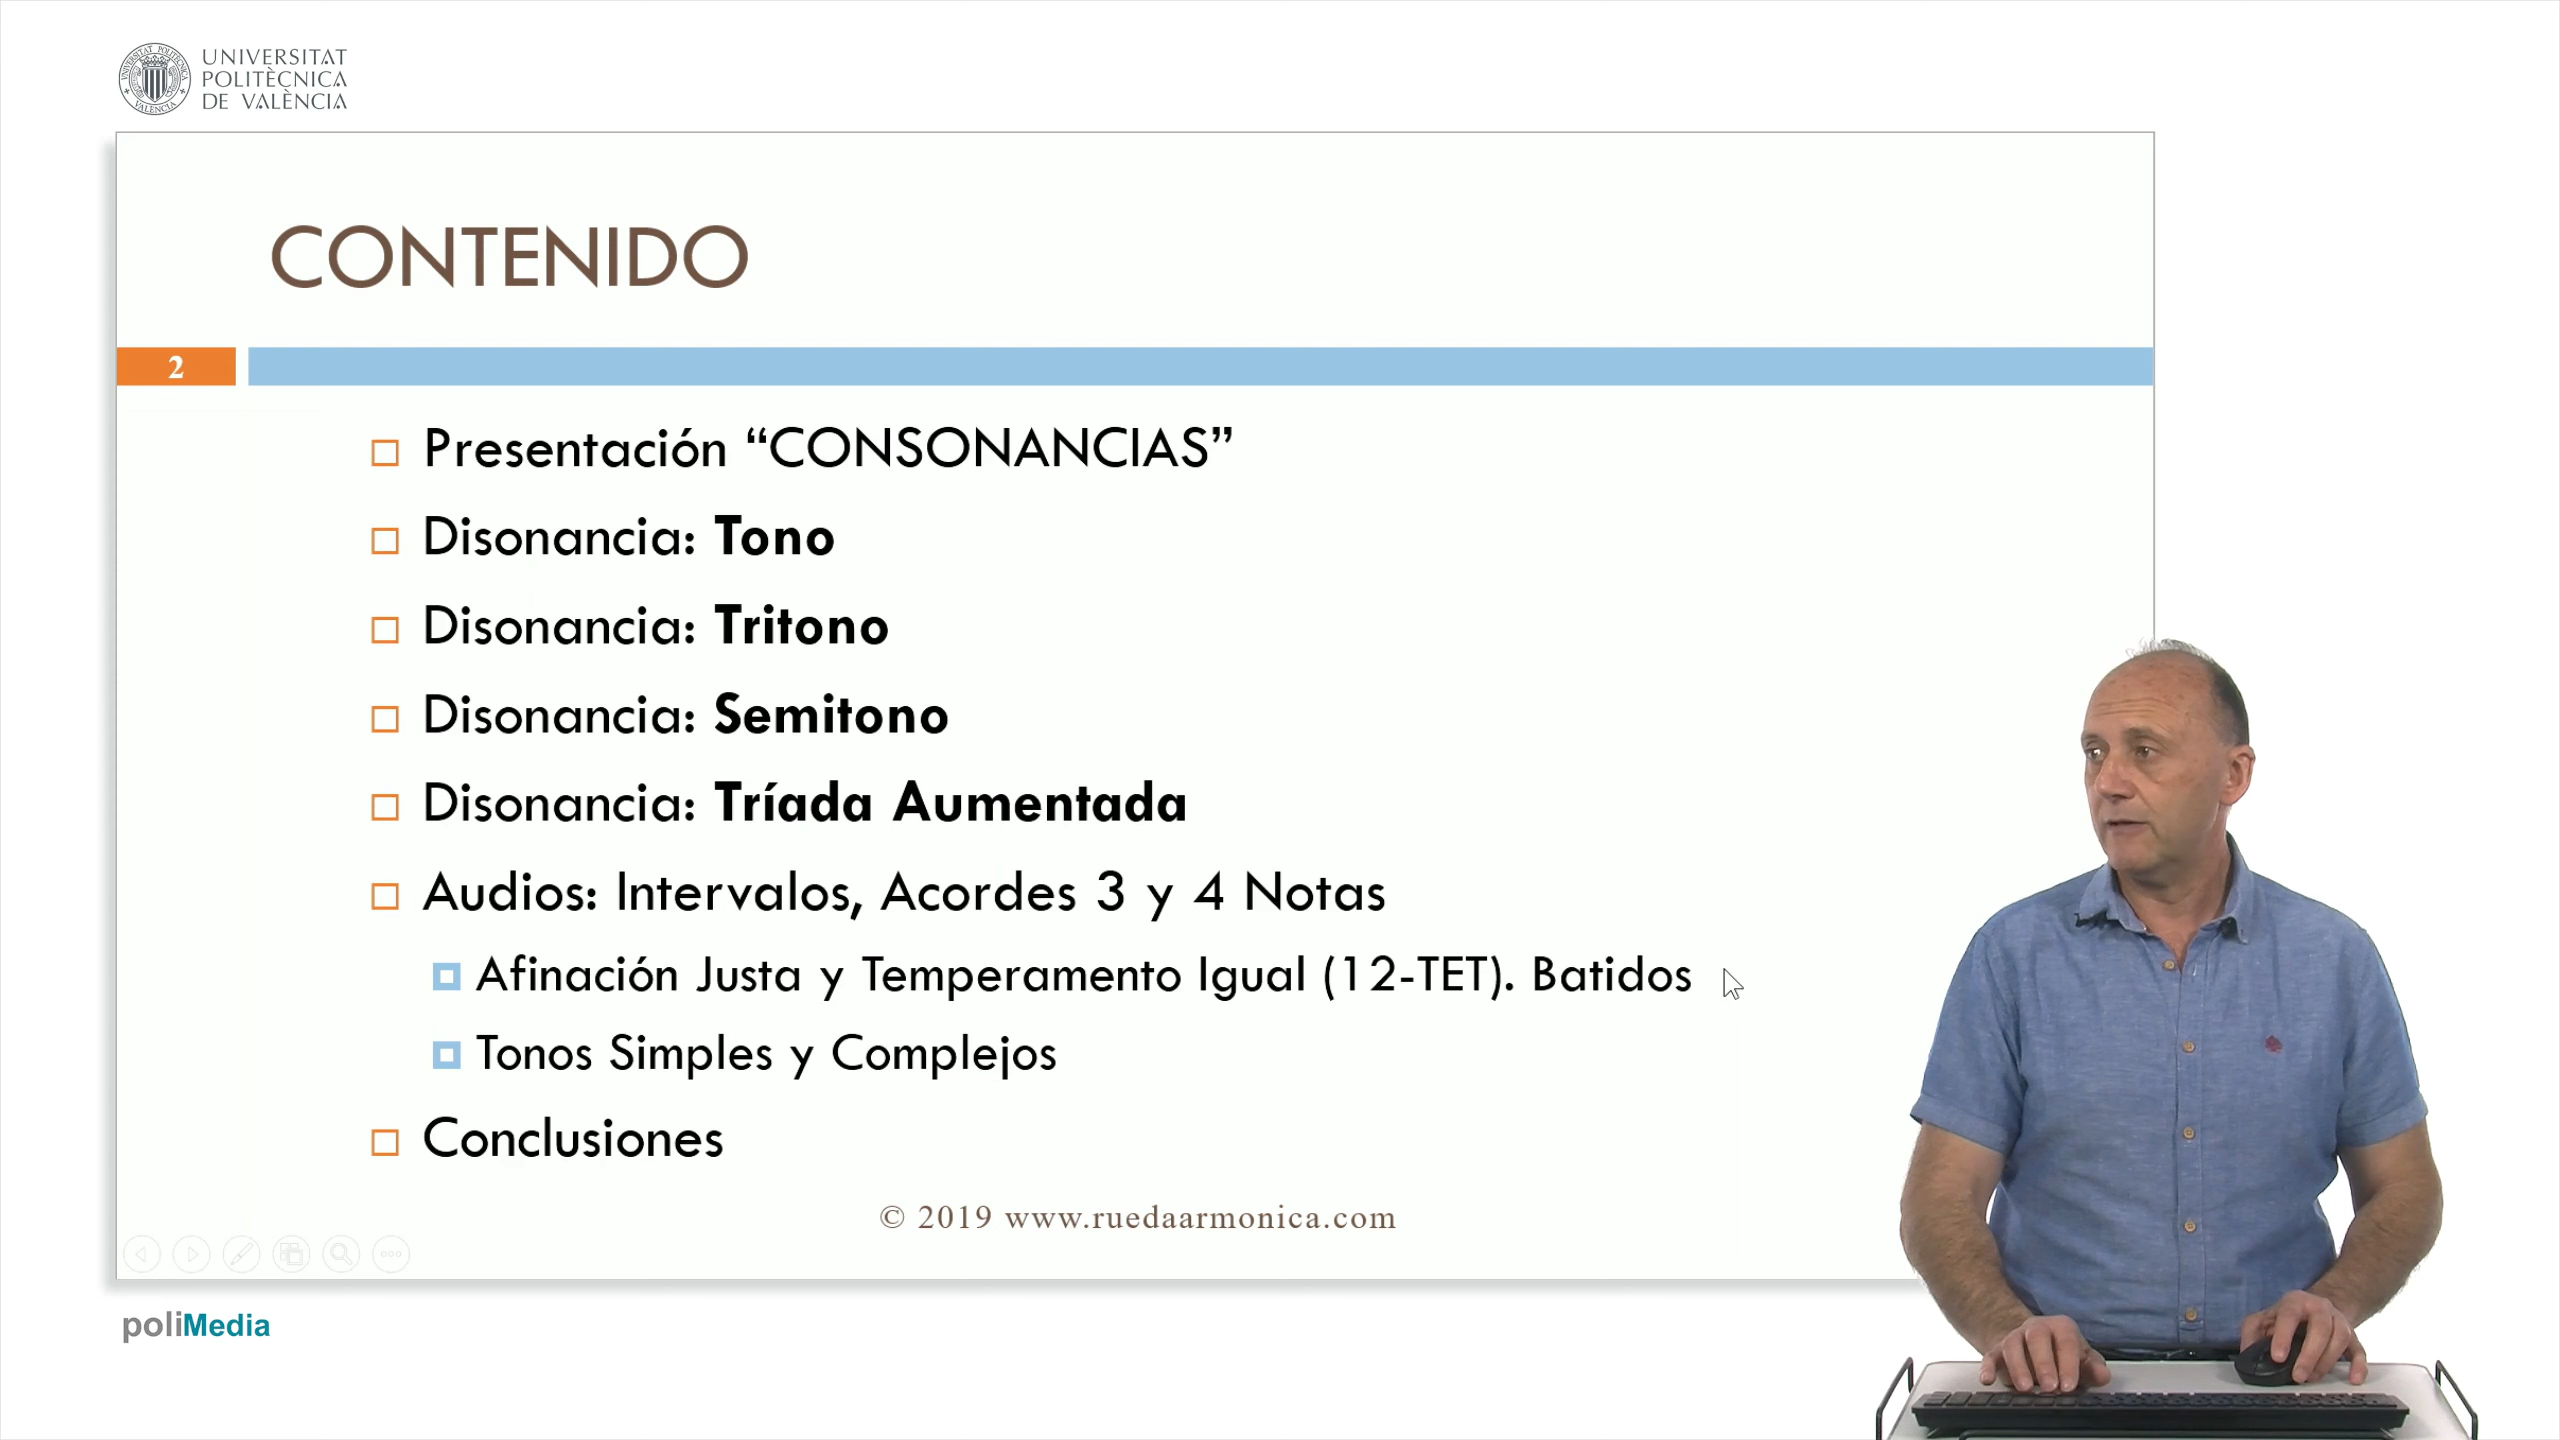 UNIVERSITAT
POLITÈCNICA
DE VALÈNCIA
CONTENIDO
2
Presentación “CONSONANCIAS”
Disonancia: Tono
Disonancia: Tritono
Disonancia: Semitono
Disonancia: Tríada Aumentada
Audios: Intervalos, Acordes 3 y 4 Notas
Afinación Justa y Temperamento Igual (12-TET). Batidos
Tonos Simples y Complejos
Conclusiones
© 2019 www.ruedaarmonica.com
poliMedia